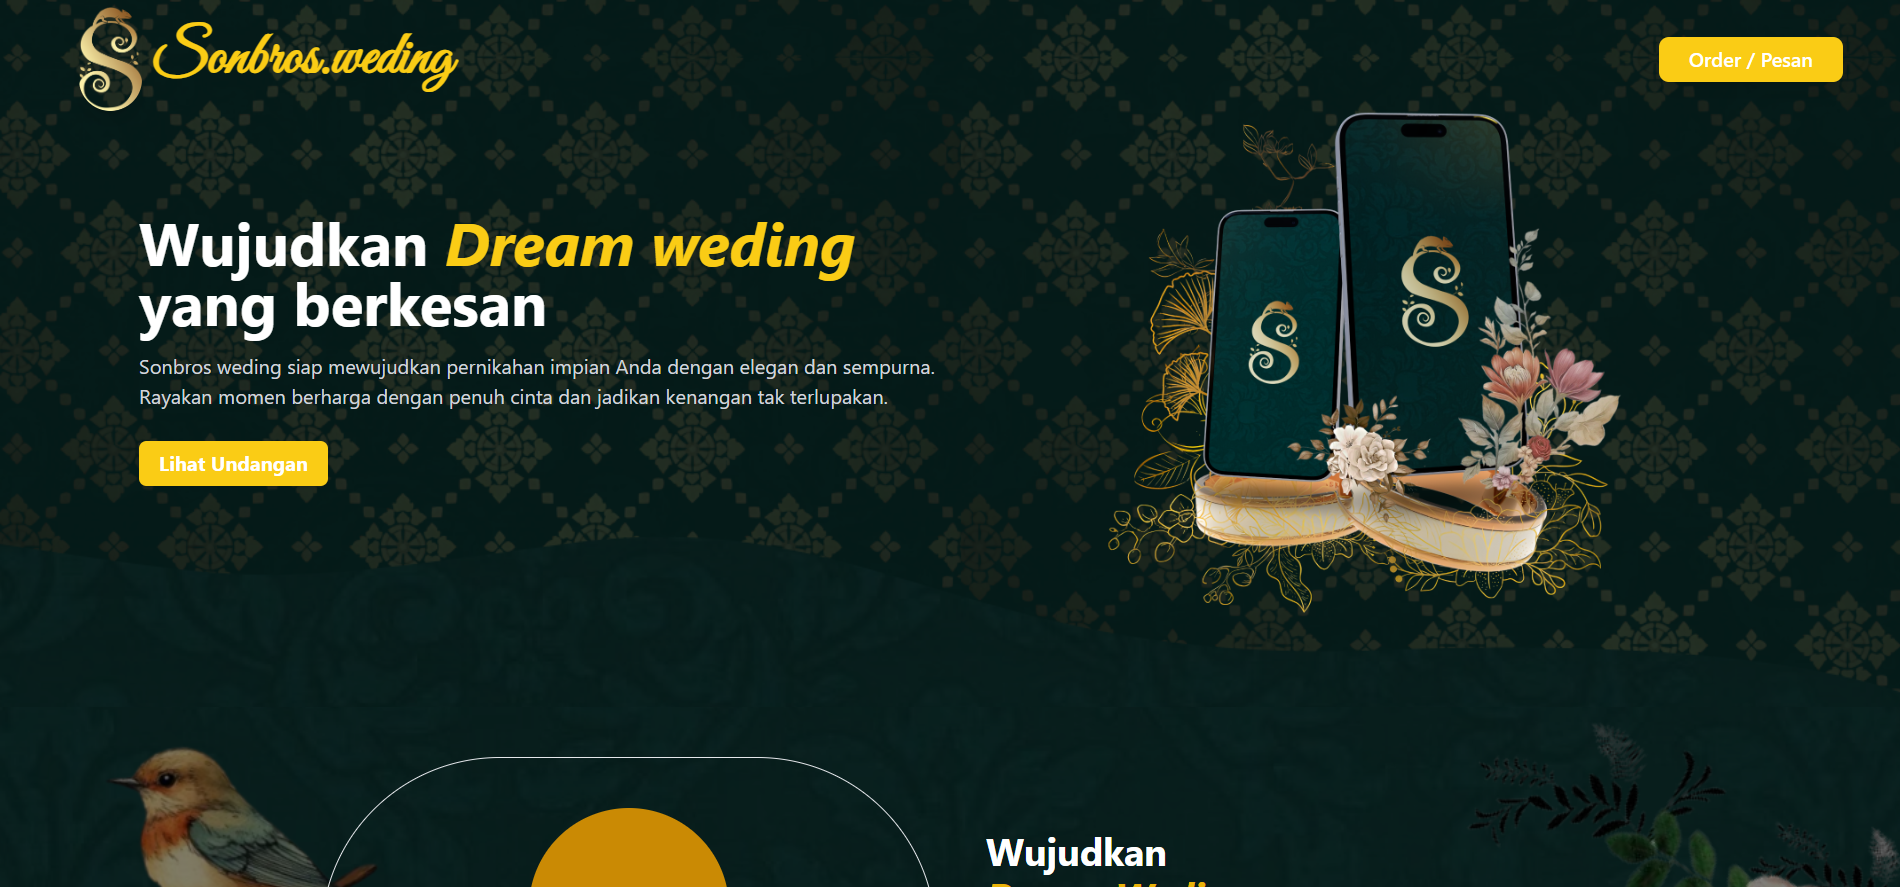 Sonbros.weding
Order / Pesan
Wujudkan Dream weding
yang berkesan
Sonbros weding siap mewujudkan pernikahan impian Anda dengan elegan dan sempurna.
Rayakan momen berharga dengan penuh cinta dan jadikan kenangan tak terlupakan.
Lihat Undangan
Wujudkan